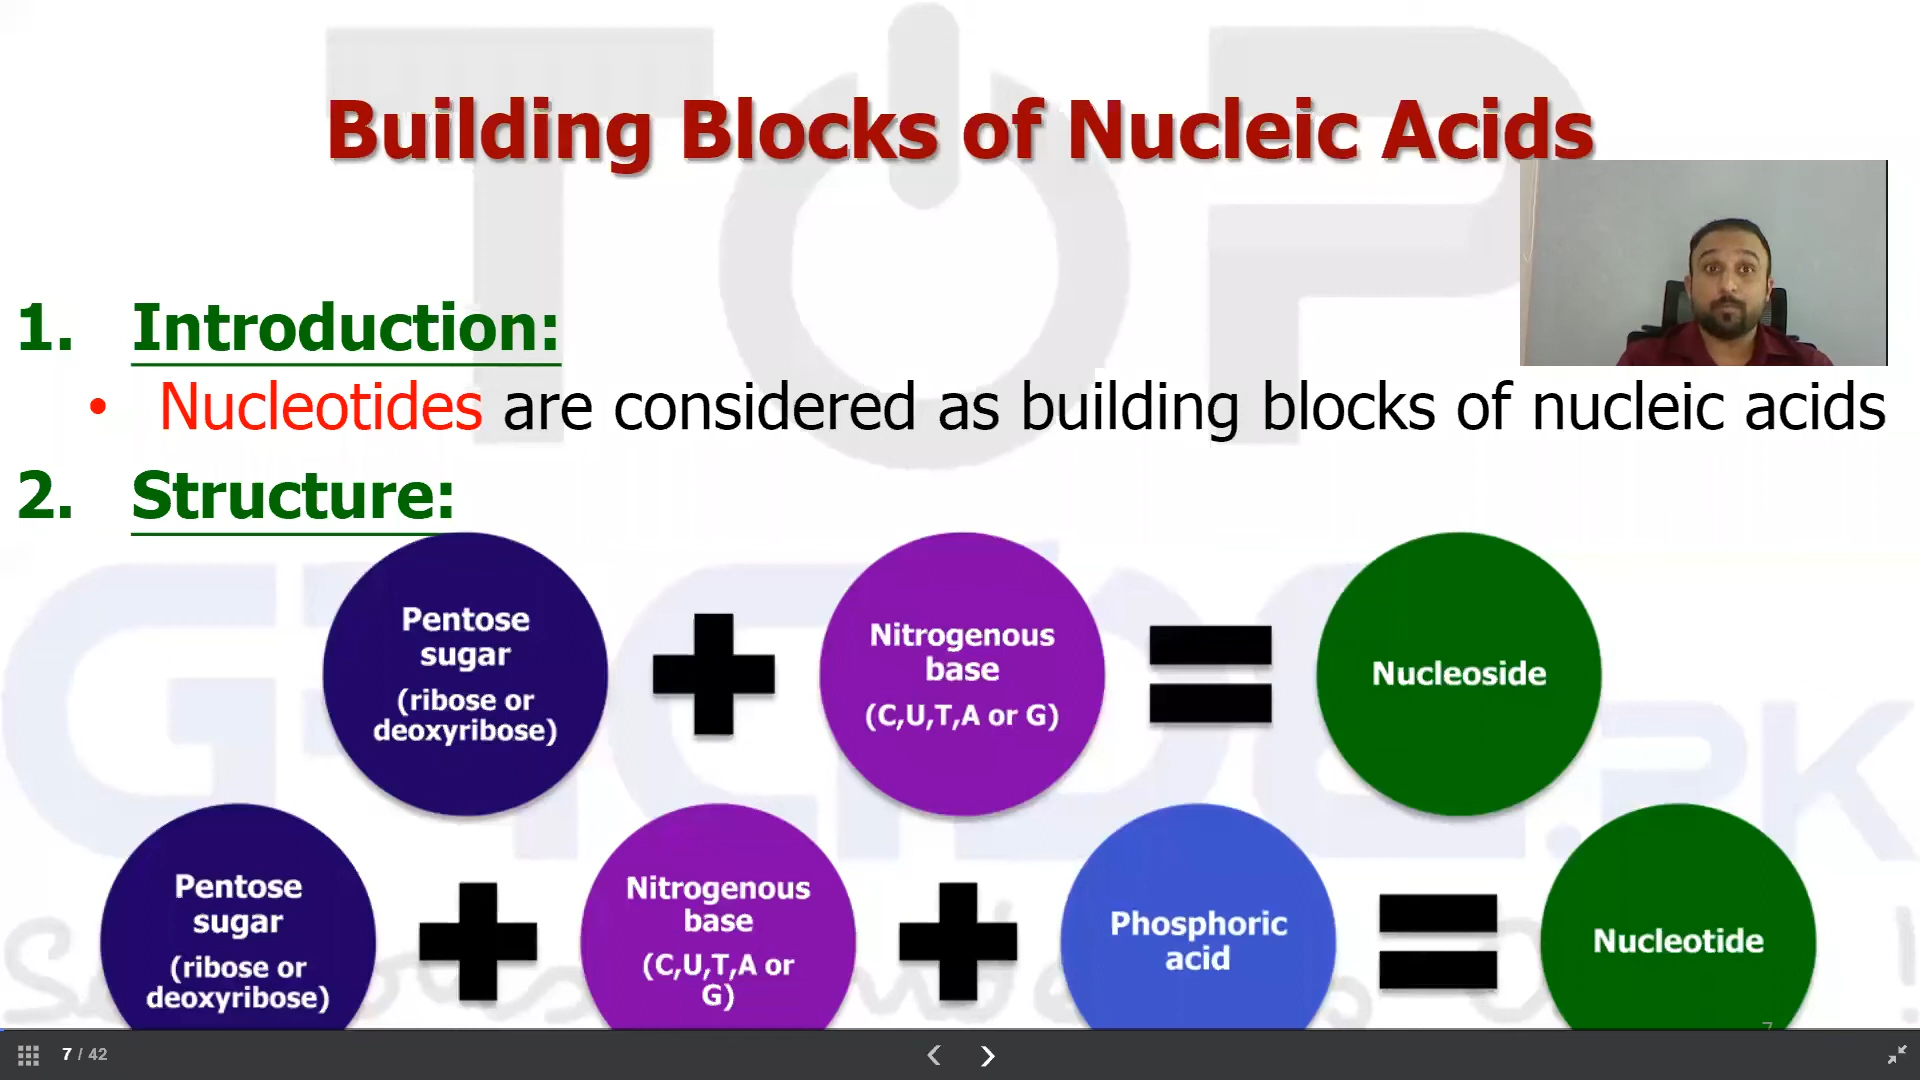 Building Blocks of Nucleic Acids
1. Introduction:
• Nucleotides are considered as building blocks of nucleic acids
2. Structure:
Pentose
sugar
(ribose or
deoxyribose)
Nitrogenous
base
(C,U,T,A or G)
Nucleoside
Pentose
sugar
(ribose or
deoxyribose)
Nitrogenous
base
(C,U,T,A or
G)
Phosphoric
acid
Nucleotide
7 / 42
TOP
.PK